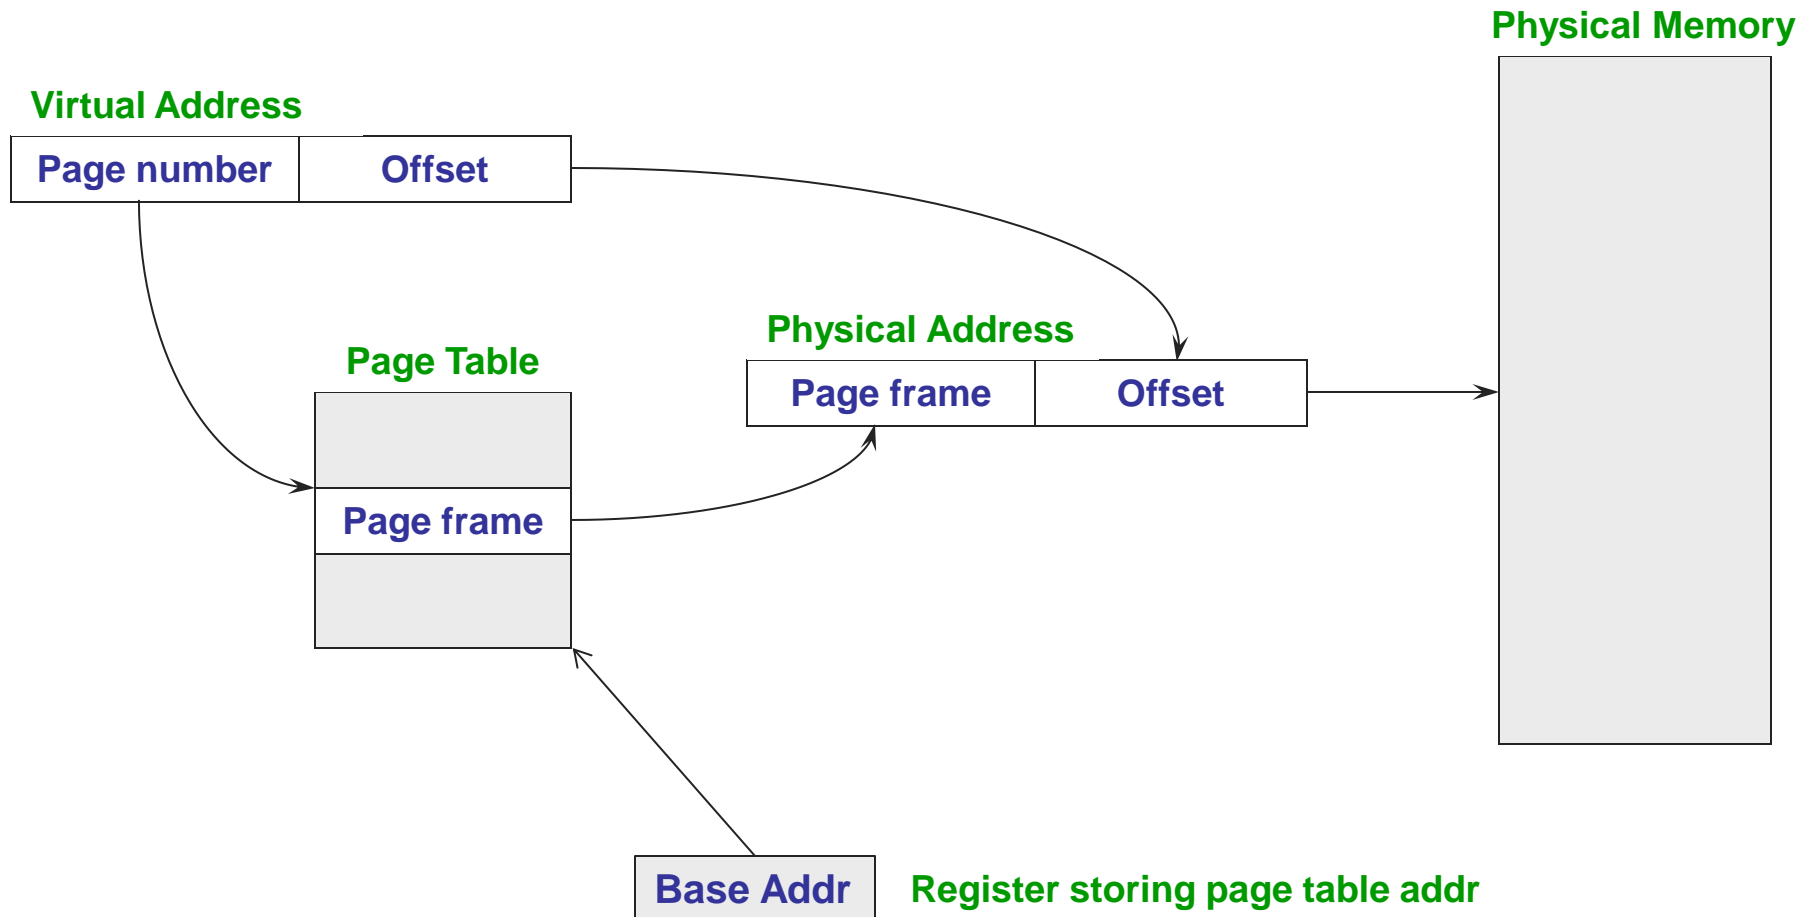 Physical Memory
Virtual Address
Page number
Offset
Physical Address
Page Table
Page frame
Offset
Page frame
Base Addr
Register storing page table addr